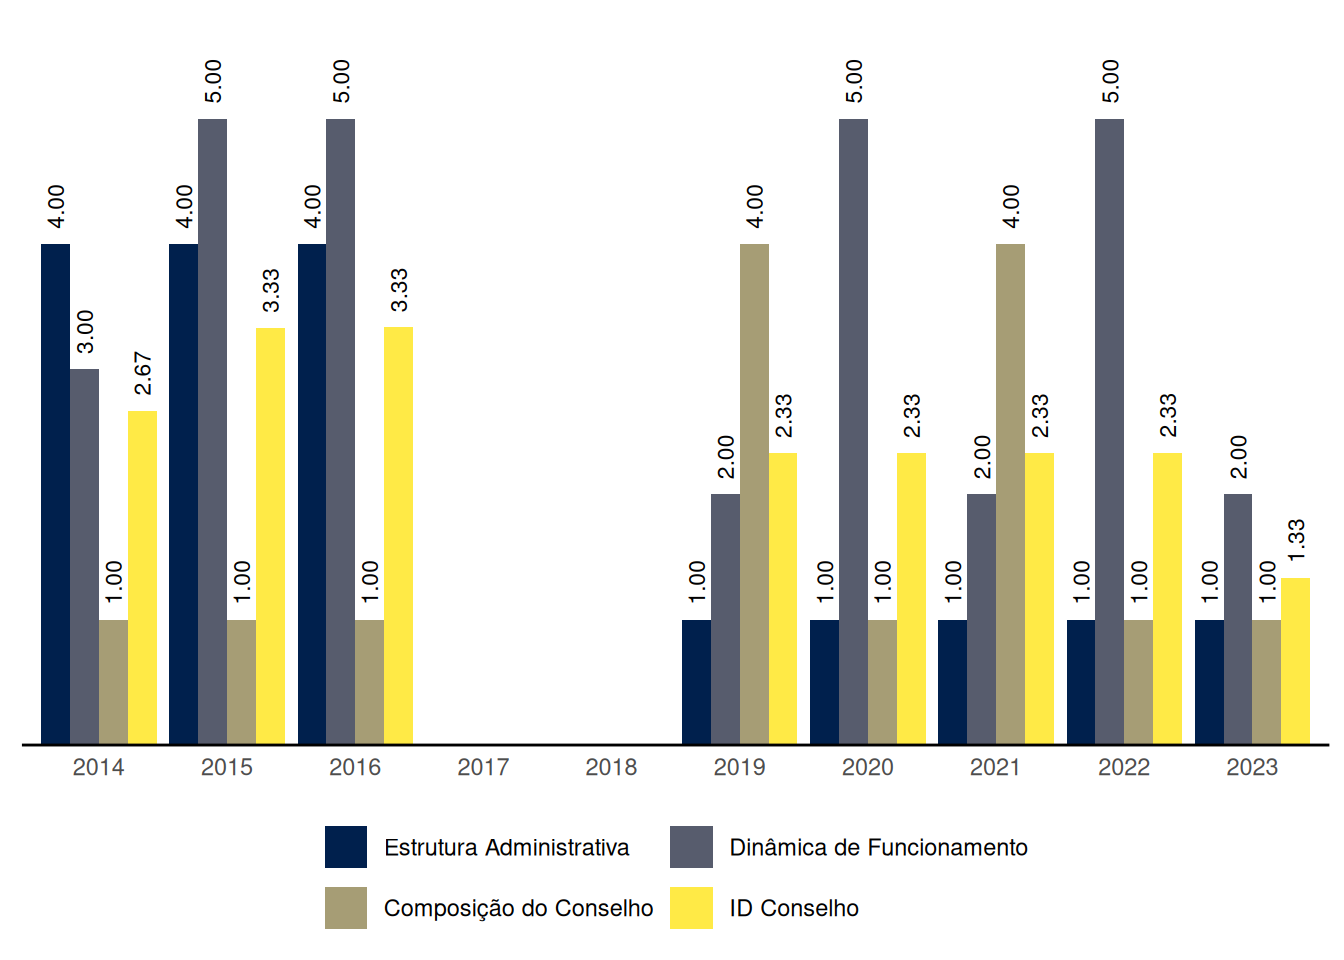 4.00 3.00 1.00 2.67 4.00 5.00 1.00 3.33 4.00 5.00 1.00 3.33 1.00 2.00 4.00 2.33 1.00 5.00 1.00 2.33 1.00 2.00 4.00 2.33 1.00 5.00 1.00 2.33 1.00 2.00 1.00 1.33
2014 2015 2016 2017 2018 2019 2020 2021 2022 2023
Estrutura Administrativa Dinâmica de Funcionamento
Composição do Conselho ID Conselho